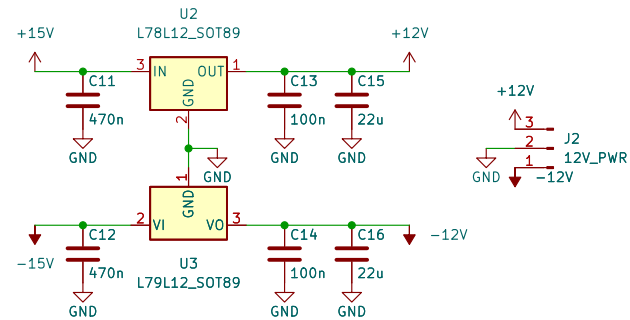 U2
L78L12_SOT89
+15V
+12V
3
IN
OUT
1
GND
2
C11
470n
GND
C13
100n
GND
C15
22u
GND
GND
+12V
3
2
1
J2
12V_PWR
GND
-12V
1
GND
2
VI
VO
3
-15V
C12
470n
GND
U3
L79L12_SOT89
C14
100n
GND
C16
22u
GND
-12V